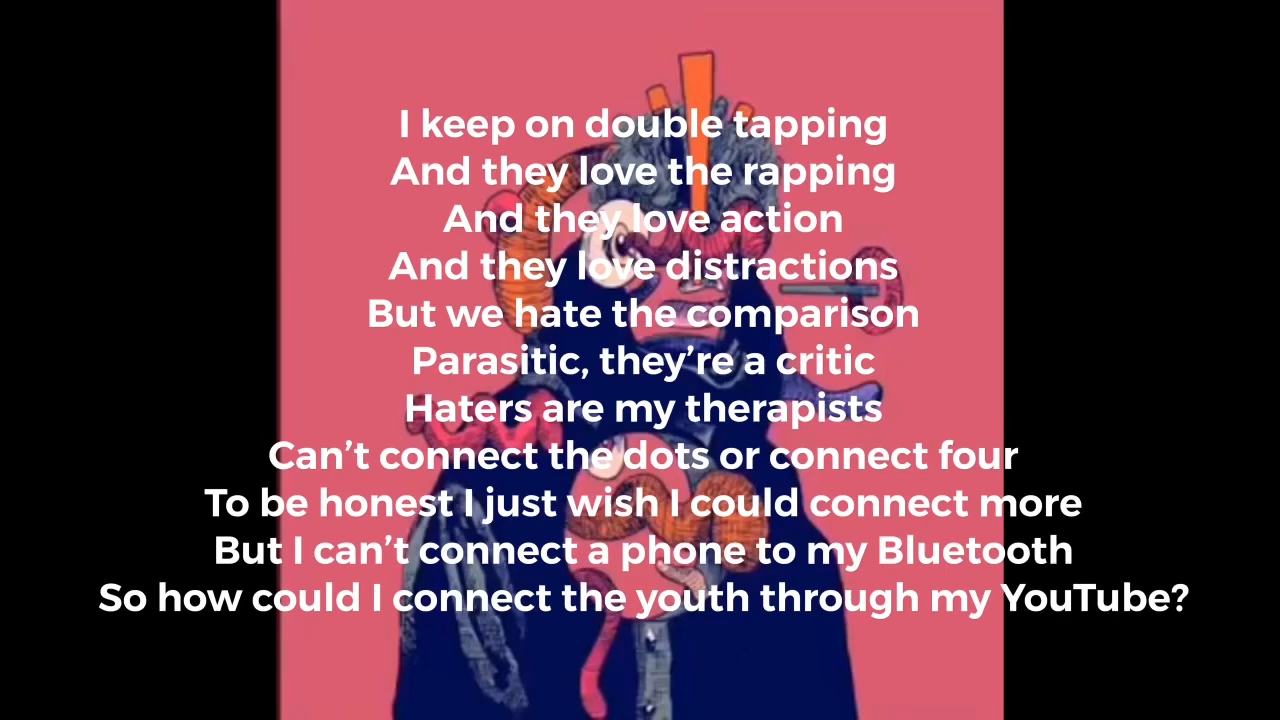 I keep on double tapping
And they love the rapping
And they love action
And they love distractions
But we hate the comparison
Parasitic, they’re a critic
Haters are my therapists
Can’t connect the dots or connect four
To be honest I just wish I could connect more
But I can’t connect a phone to my Bluetooth
So how could I connect the youth through my YouTube?